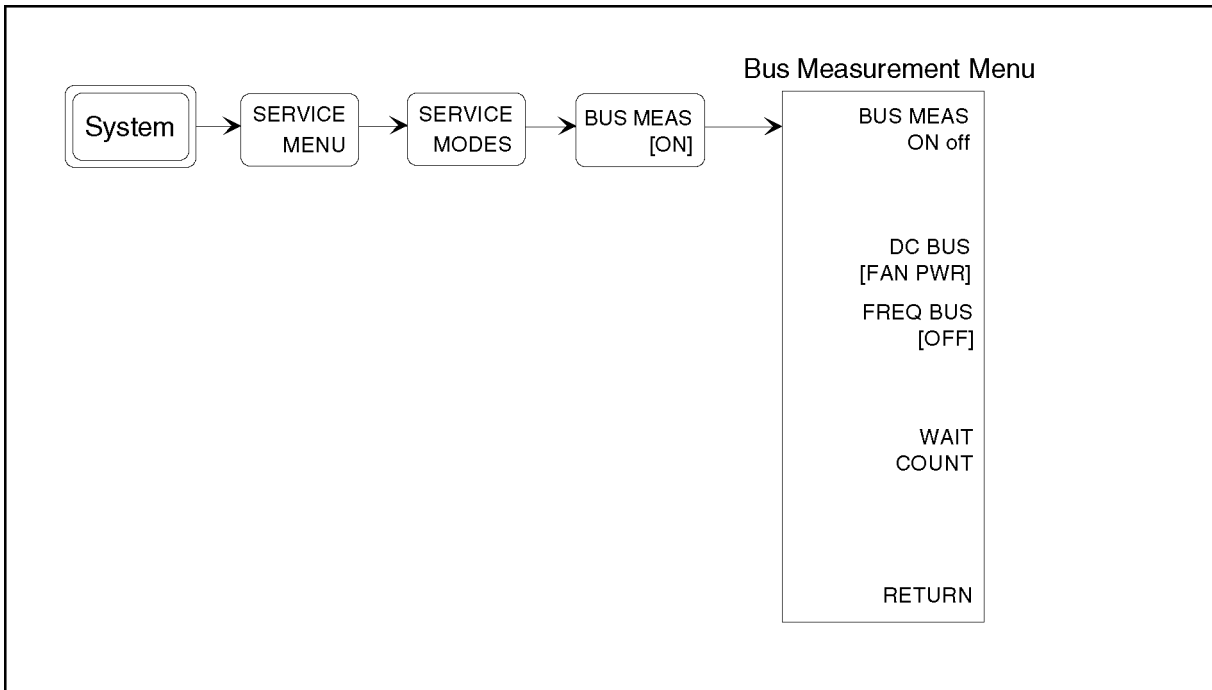 Bus Measurement Menu
System
SERVICE
MENU
SERVICE
MODES
BUS MEAS
[ON]
BUS MEAS
ON off
DC BUS
[FAN PWR]
FREQ BUS
[OFF]
WAIT
COUNT
RETURN